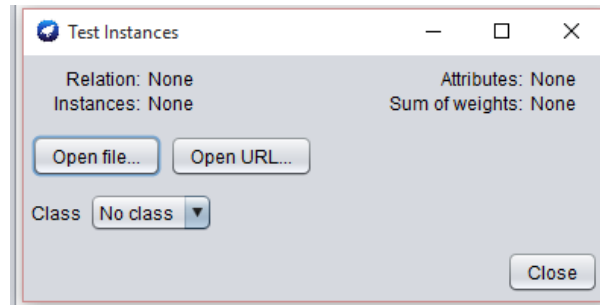 Test Instances
Relation: None Attributes: None
Instances: None Sum of weights: None
Open file... Open URL...
Class No class
Close